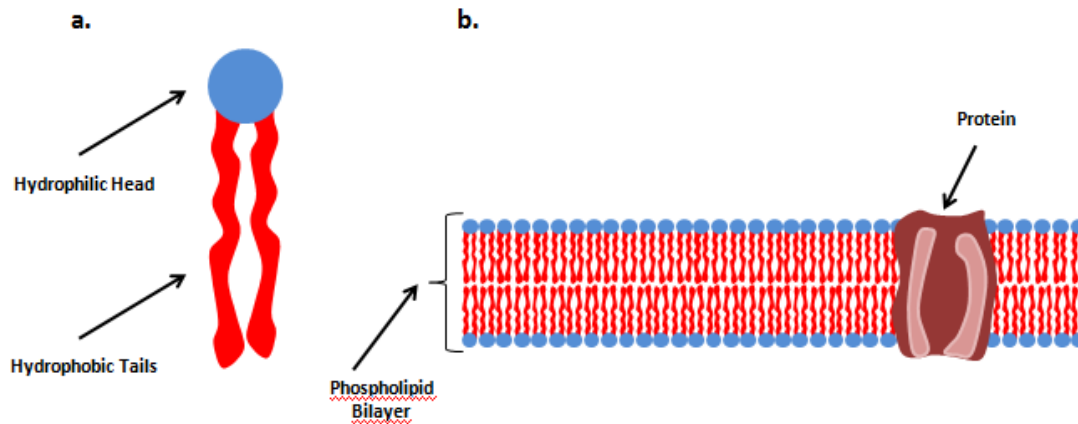 a.
b.
Hydrophilic Head
Hydrophobic Tails
Protein
Phospholipid
Bilayer